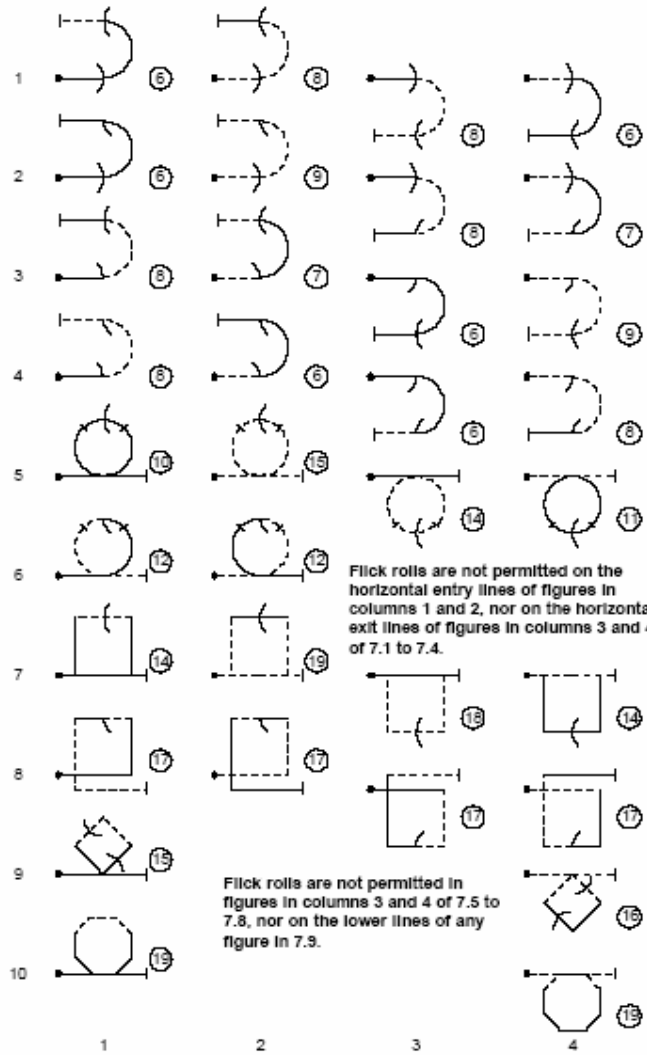 1 6 8
8 6
2 6 9
8 7
3 8 7
6 9
4 8 6
6 8
5 10 15
14 11
6 12 12
Flick rolls are not permitted on the
horizontal entry lines of figures in
columns 1 and 2, nor on the horizonta
exit lines of figures in columns 3 and 4
of 7.1 to 7.4.
7 14 19
18 14
8 17 17
17 17
9 15
Flick rolls are not permitted in
figures in columns 3 and 4 of 7.5 to
7.8, nor on the lower lines of any
figure in 7.9.
16
10 19
19
1 2 3 4